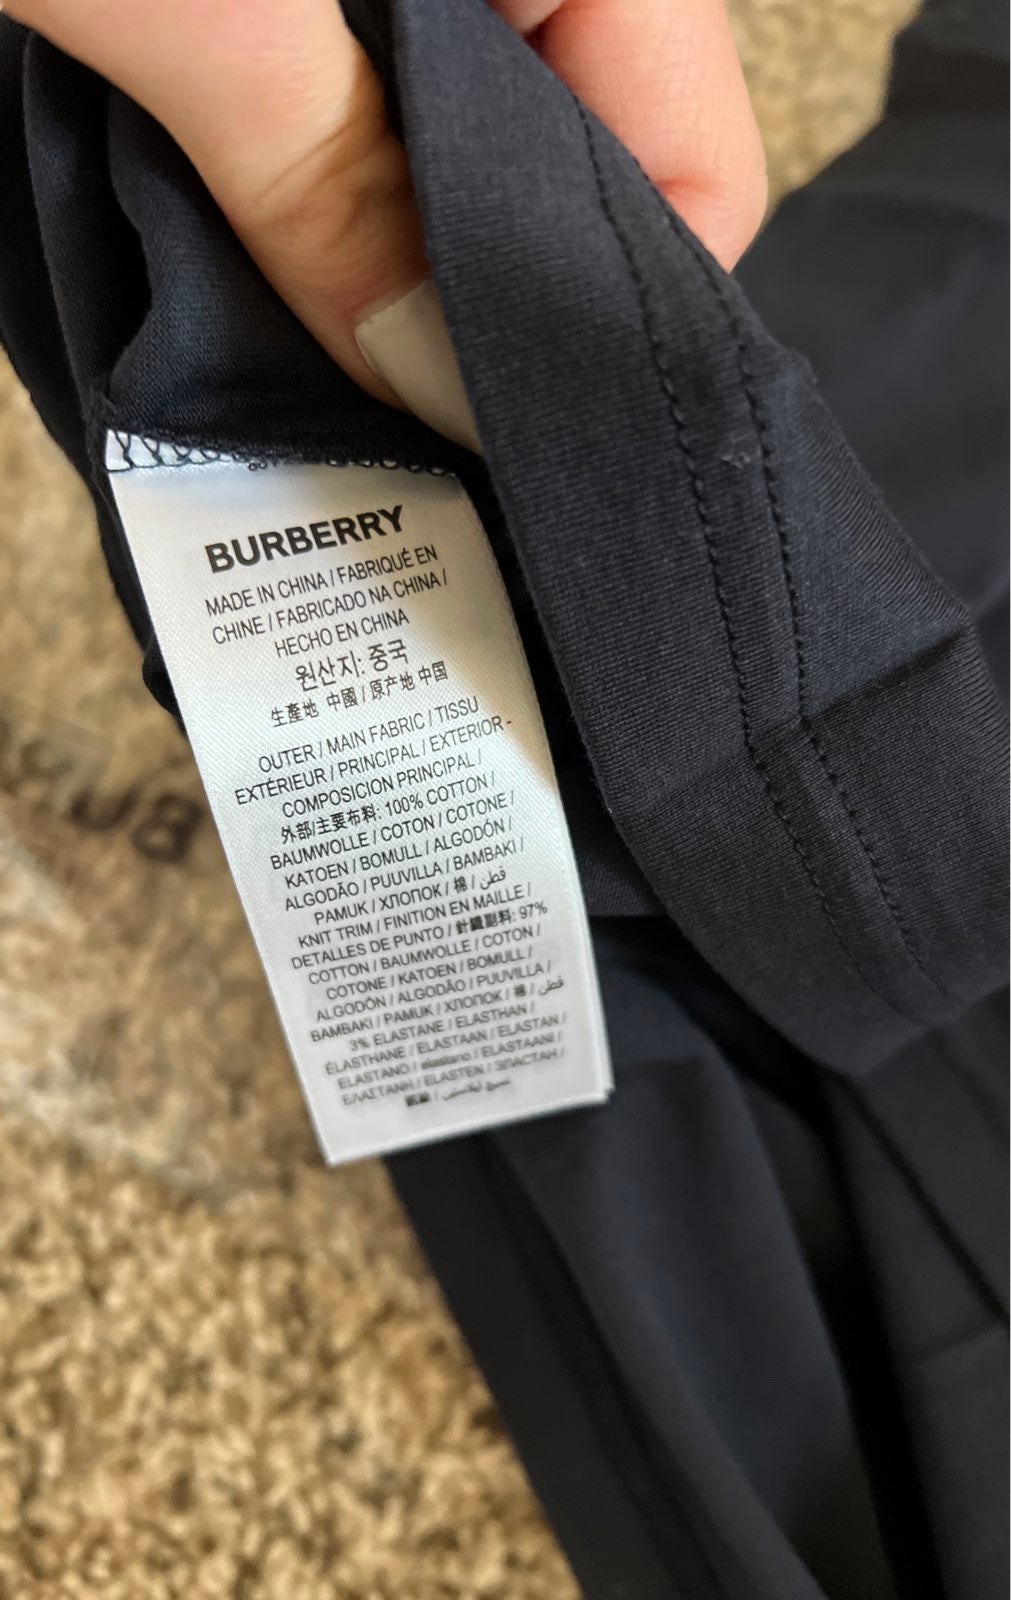 BURBERRY
MADE IN CHINA / FABRIQUÉ EN
CHINE / FABRICADO NA CHINA /
HECHO EN CHINA
원산지: 중국
生產地 中國 / 原产地 中国
OUTER / MAIN FABRIC / TISSU
EXTÉRIEUR / PRINCIPAL / EXTERIOR -
COMPOSICION PRINCIPAL /
外部/主要布料: 100% COTTON /
BAUMWOLLE / COTON / COTONE /
KATOEN / BOMULL / ALGODÓN /
ALGODÃO / PUUVILLA / BAMBAKI /
PAMUK / ХЛОПОК / 棉 / قطن
KNIT TRIM / FINITION EN MAILLE /
DETALLES DE PUNTO / 針織副料: 97%
COTTON / BAUMWOLLE / COTON /
COTONE / KATOEN / BOMULL /
ALGODÓN / ALGODÃO / PUUVILLA /
BAMBAKI / PAMUK / ХЛОПОК / 棉 / قطن
3% ELASTANE / ELASTHAN /
ÉLASTHANE / ELASTAAN / ELASTAN /
ELASTANO / elastano / ELASTAANI /
ΕΛΑΣΤΑΝΗ / ELASTEN / ЭЛАСТАН /
UB